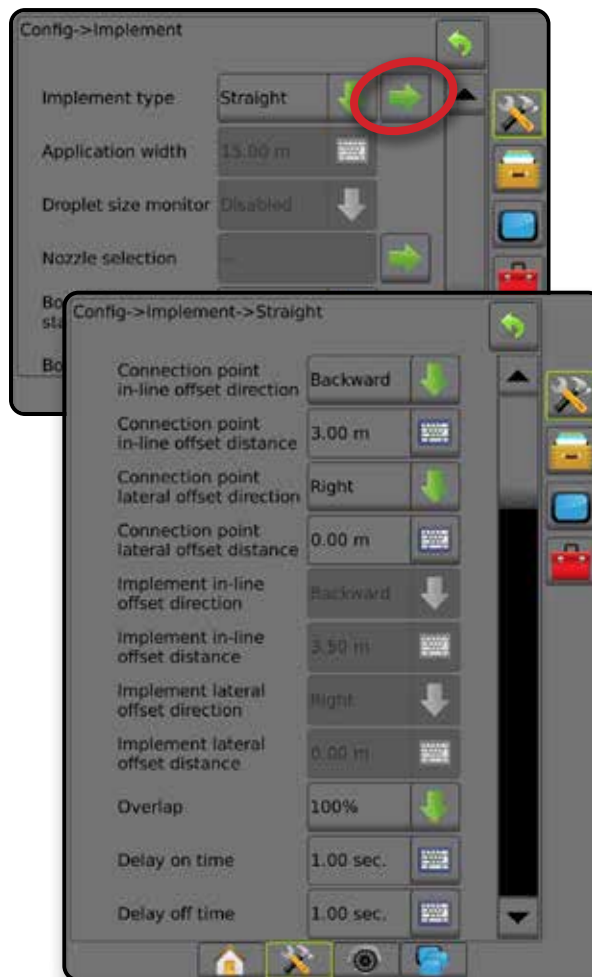 Config->Implement
Implement type Straight
Application width 15.00 m
Droplet size monitor Disabled
Nozzle selection --
Bo
sta
Bo
Config->Implement->Straight
Connection point
in-line offset direction Backward
Connection point
in-line offset distance 3.00 m
Connection point
lateral offset direction Right
Connection point
lateral offset distance 0.00 m
Implement in-line
offset direction Backward
Implement in-line
offset distance 3.50 m
Implement lateral
offset direction Right
Implement lateral
offset distance 0.00 m
Overlap 100%
Delay on time 1.00 sec.
Delay off time 1.00 sec.